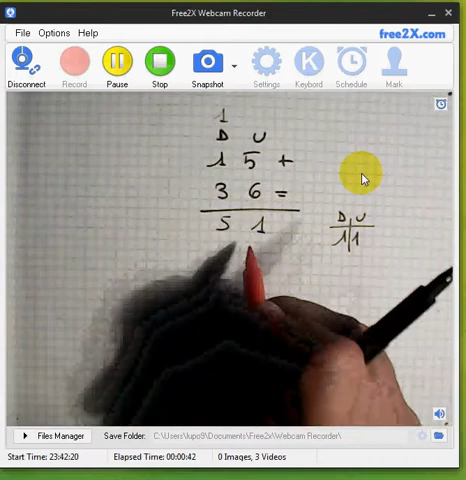 Free2X Webcam Recorder
File Options Help
free2X.com
Disconnect Record Pause Stop Snapshot Settings Keybord Schedule Mark
1
D U
1 5 +
3 6 =
5 1
D U
1 1
Files Manager Save Folder: C:\Users\lupo9\Documents\Free2x\Webcam Recorder\
Start Time: 23:42:20 Elapsed Time: 00:00:42 0 Images, 3 Videos